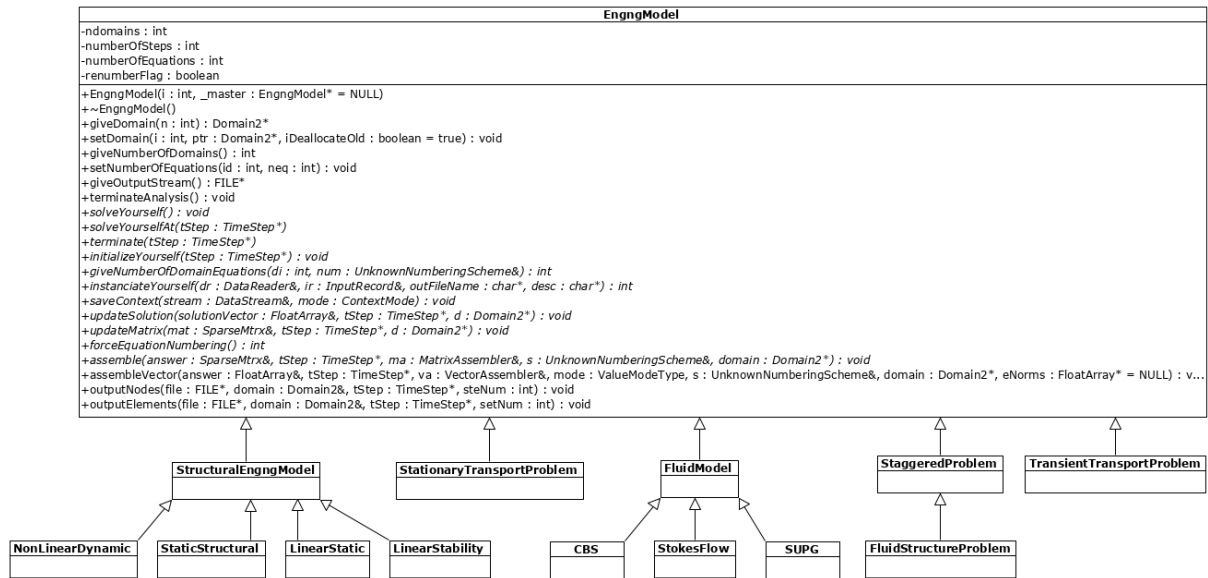 EngngModel
-ndomains : int
-numberOfSteps : int
-numberOfEquations : int
-renumberFlag : boolean
+EngngModel(i : int, _master : EngngModel* = NULL)
+~EngngModel()
+giveDomain(n : int) : Domain2*
+setDomain(i : int, ptr : Domain2*, iDeallocateOld : boolean = true) : void
+giveNumberOfDomains() : int
+setNumberOfEquations(id : int, neq : int) : void
+giveOutputStream() : FILE*
+terminateAnalysis() : void
+solveYourself() : void
+solveYourselfAt(tStep : TimeStep*)
+terminate(tStep : TimeStep*)
+initializeYourself(tStep : TimeStep*) : void
+giveNumberOfDomainEquations(di : int, num : UnknownNumberingScheme&) : int
+instanciateYourself(dr : DataReader&, ir : InputRecord&, outFileName : char*, desc : char*) : int
+saveContext(stream : DataStream&, mode : ContextMode) : void
+updateSolution(solutionVector : FloatArray&, tStep : TimeStep*, d : Domain2*) : void
+updateMatrix(mat : SparseMtrx&, tStep : TimeStep*, d : Domain2*) : void
+forceEquationNumbering() : int
+assemble(answer : SparseMtrx&, tStep : TimeStep*, ma : MatrixAssembler&, s : UnknownNumberingScheme&, domain : Domain2*) : void
+assembleVector(answer : FloatArray&, tStep : TimeStep*, va : VectorAssembler&, mode : ValueModeType, s : UnknownNumberingScheme&, domain : Domain2*, eNorms : FloatArray* = NULL) : v...
+outputNodes(file : FILE*, domain : Domain2&, tStep : TimeStep*, steNum : int) : void
+outputElements(file : FILE*, domain : Domain2&, tStep : TimeStep*, setNum : int) : void
StructuralEngngModel
StationaryTransportProblem
FluidModel
StaggeredProblem
TransientTransportProblem
NonLinearDynamic
StaticStructural
LinearStatic
LinearStability
CBS
StokesFlow
SUPG
FluidStructureProblem